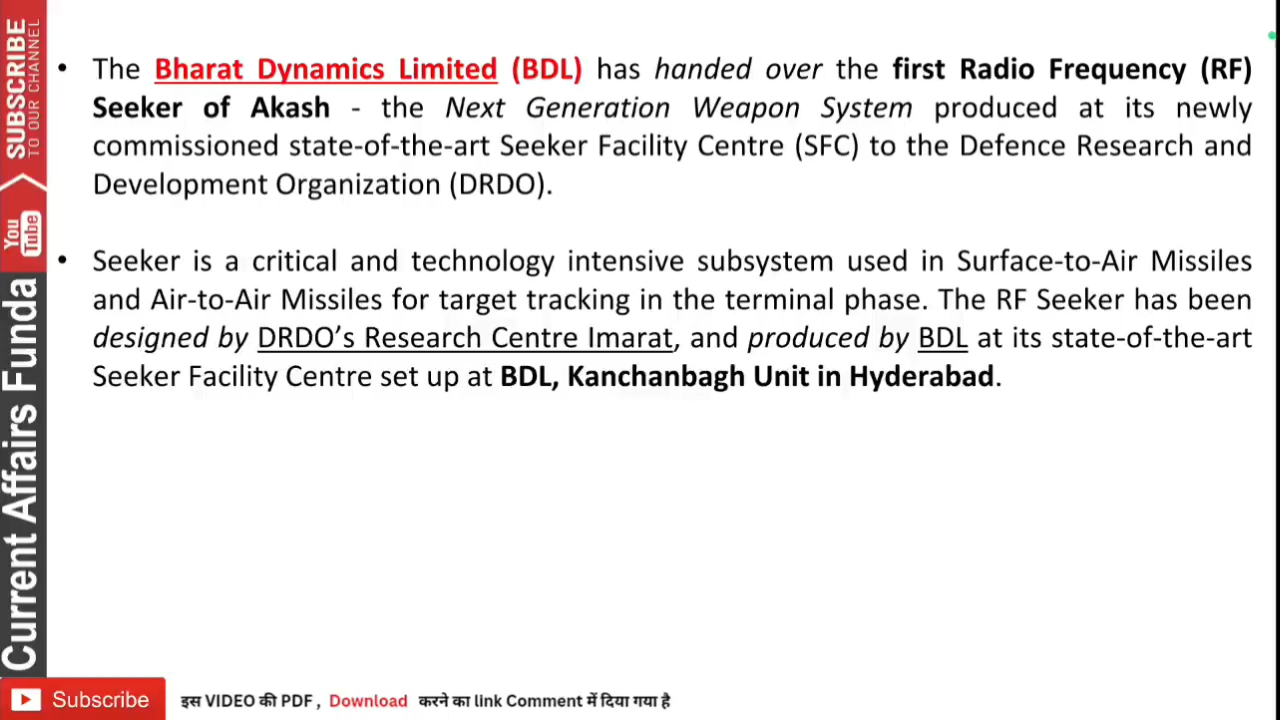 • The Bharat Dynamics Limited (BDL) has handed over the first Radio Frequency (RF)
Seeker of Akash - the Next Generation Weapon System produced at its newly
commissioned state-of-the-art Seeker Facility Centre (SFC) to the Defence Research and
Development Organization (DRDO).
• Seeker is a critical and technology intensive subsystem used in Surface-to-Air Missiles
and Air-to-Air Missiles for target tracking in the terminal phase. The RF Seeker has been
designed by DRDO’s Research Centre Imarat, and produced by BDL at its state-of-the-art
Seeker Facility Centre set up at BDL, Kanchanbagh Unit in Hyderabad.
SUBSCRIBE
TO OUR CHANNEL
You Tube
Current Affairs Funda
Subscribe
इस VIDEO की PDF , Download करने का link Comment में दिया गया है